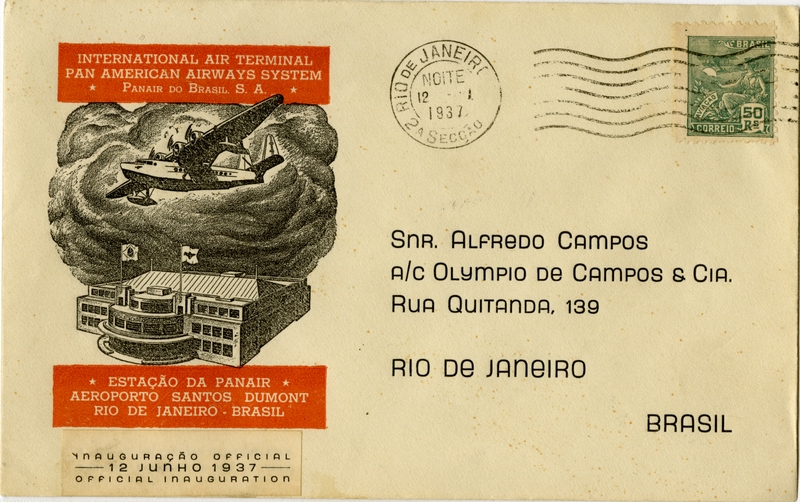 INTERNATIONAL AIR TERMINAL
PAN AMERICAN AIRWAYS SYSTEM
★ PANAIR DO BRASIL S. A. ★
★ ESTAÇÃO DA PANAIR ★
AEROPORTO SANTOS DUMONT
RIO DE JANEIRO - BRASIL
INAUGURAÇÃO OFFICIAL
12 JUNHO 1937
OFFICIAL INAUGURATION
RIO DE JANEIRO
NOITE
12
1937
2A SECÇÃO
BRASIL
50
Rs
CORREIO
SNR. ALFREDO CAMPOS
A/C OLYMPIO DE CAMPOS & CIA.
RUA QUITANDA, 139
RIO DE JANEIRO
BRASIL